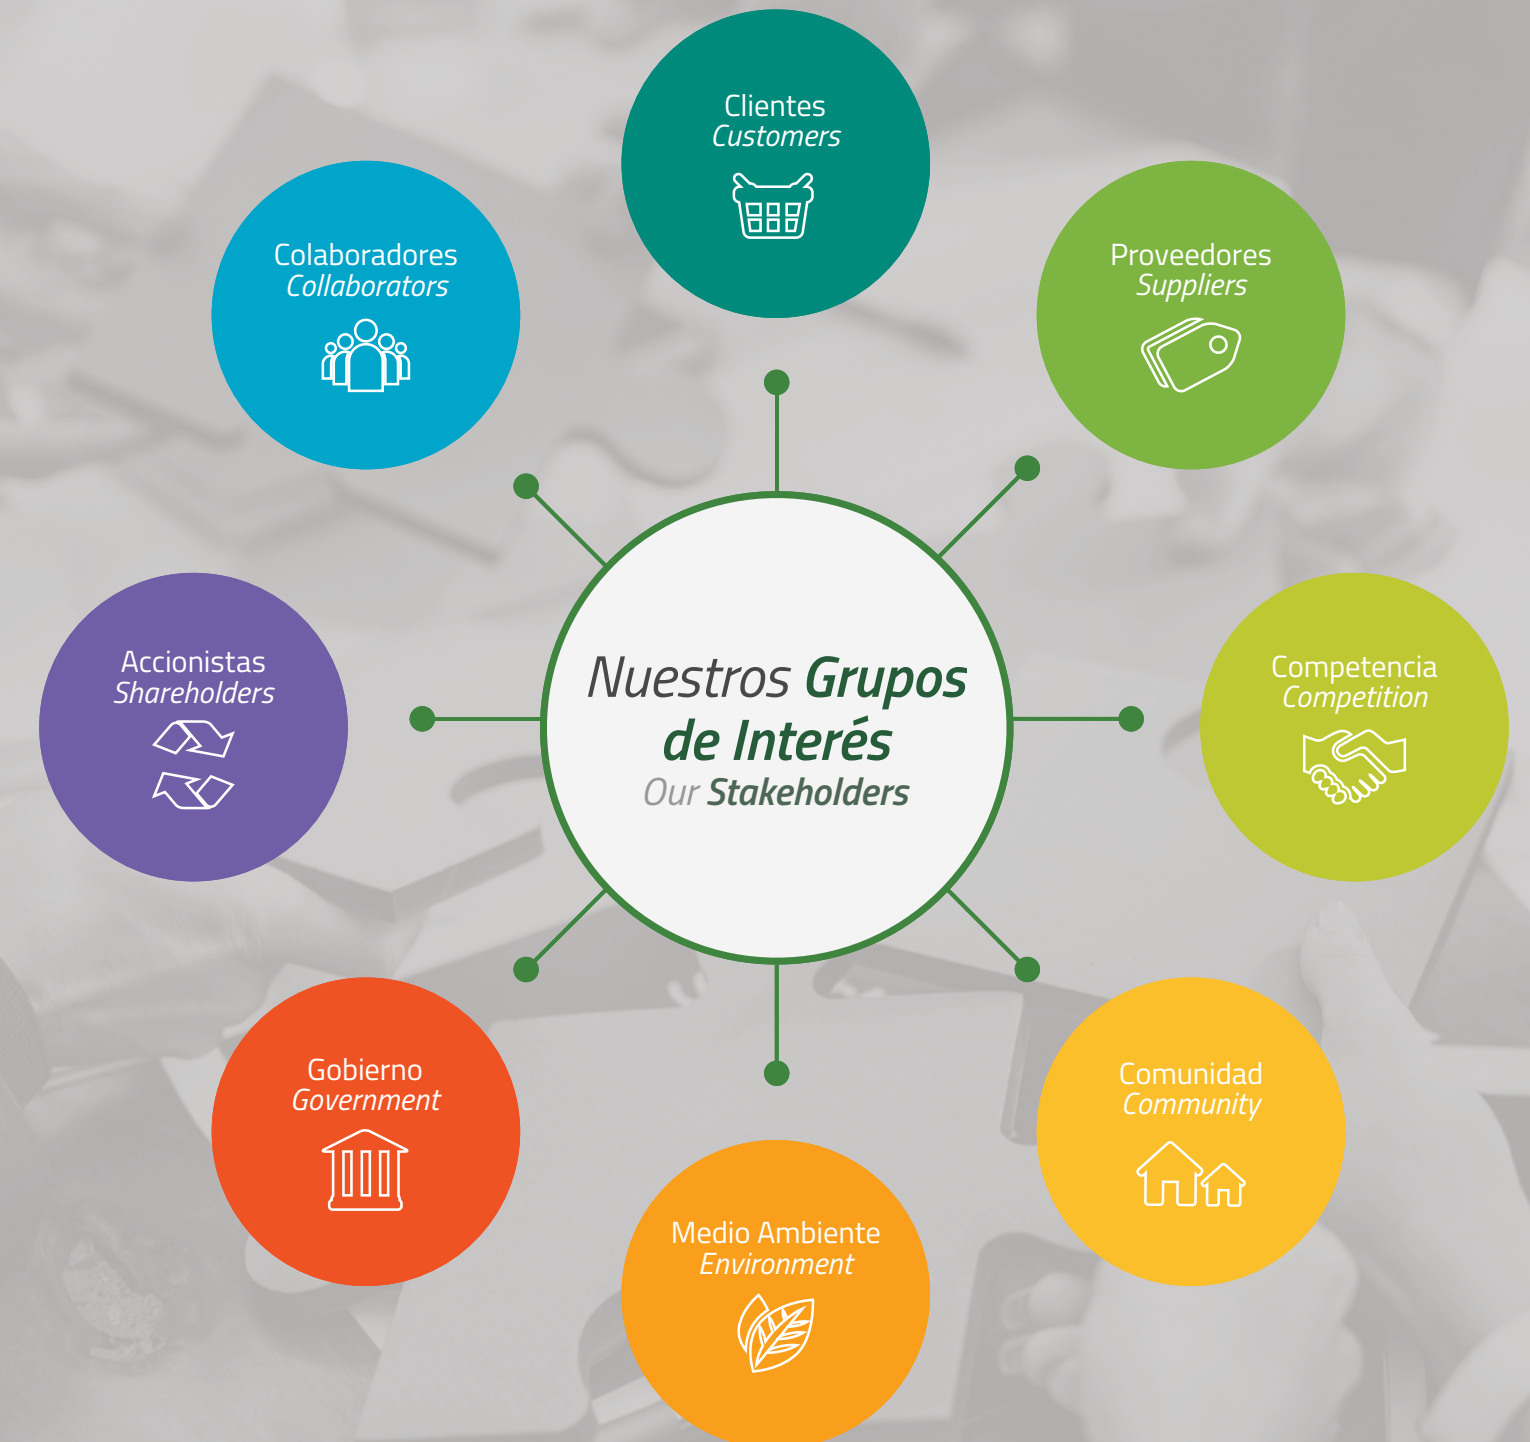 Clientes
Customers
Colaboradores
Collaborators
Proveedores
Suppliers
Accionistas
Shareholders
Nuestros Grupos
de Interés
Our Stakeholders
Competencia
Competition
Gobierno
Government
Comunidad
Community
Medio Ambiente
Environment